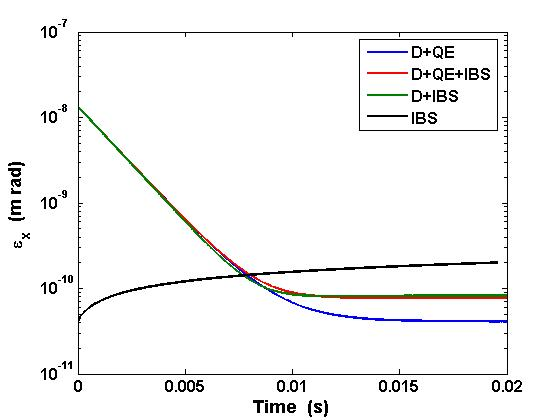 10^-7
10^-8
10^-9
10^-10
10^-11
ε_x (m rad)
D+QE
D+QE+IBS
D+IBS
IBS
0 0.005 0.01 0.015 0.02
Time (s)